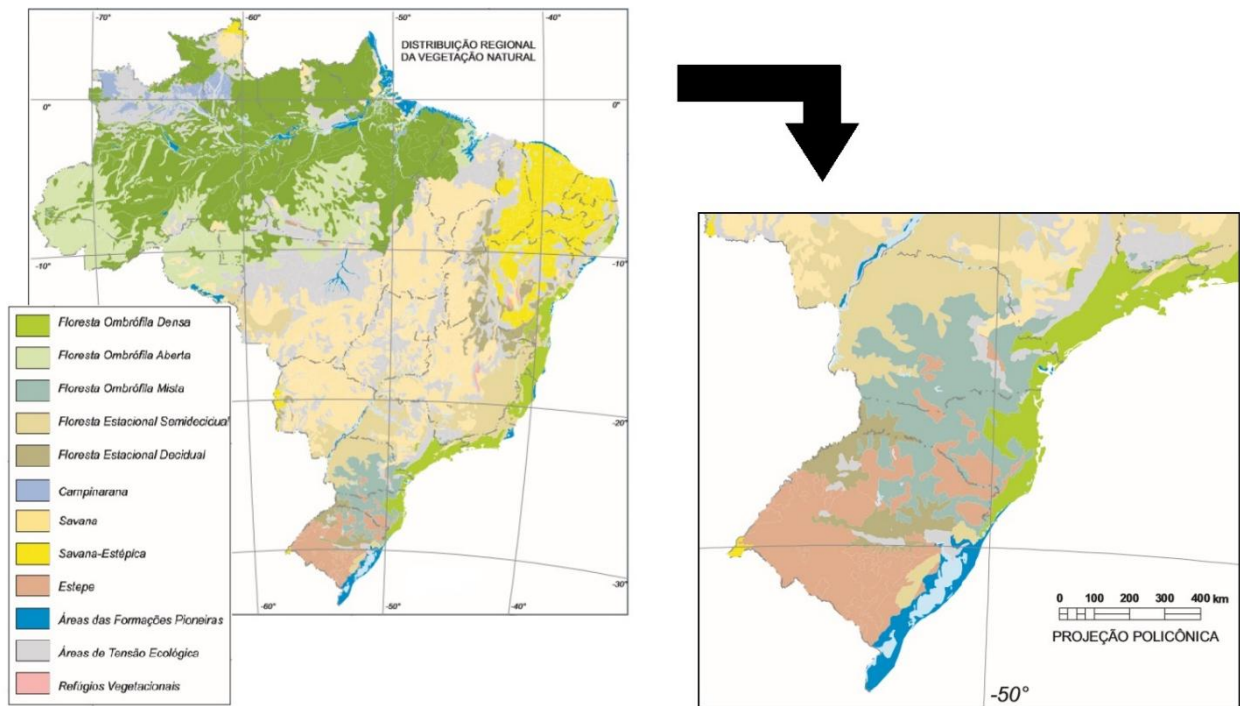 -70°
-60°
-50°
-40°
DISTRIBUIÇÃO REGIONAL
DA VEGETAÇÃO NATURAL
0°
0°
-10°
-10°
-20°
-30°
-60°
-50°
-40°
Floresta Ombrófila Densa
Floresta Ombrófila Aberta
Floresta Ombrófila Mista
Floresta Estacional Semidecidual
Floresta Estacional Decidual
Campinarana
Savana
Savana-Estépica
Estepe
Áreas das Formações Pioneiras
Áreas de Tensão Ecológica
Refúgios Vegetacionais
0 100 200 300 400 km
PROJEÇÃO POLICÔNICA
-50°